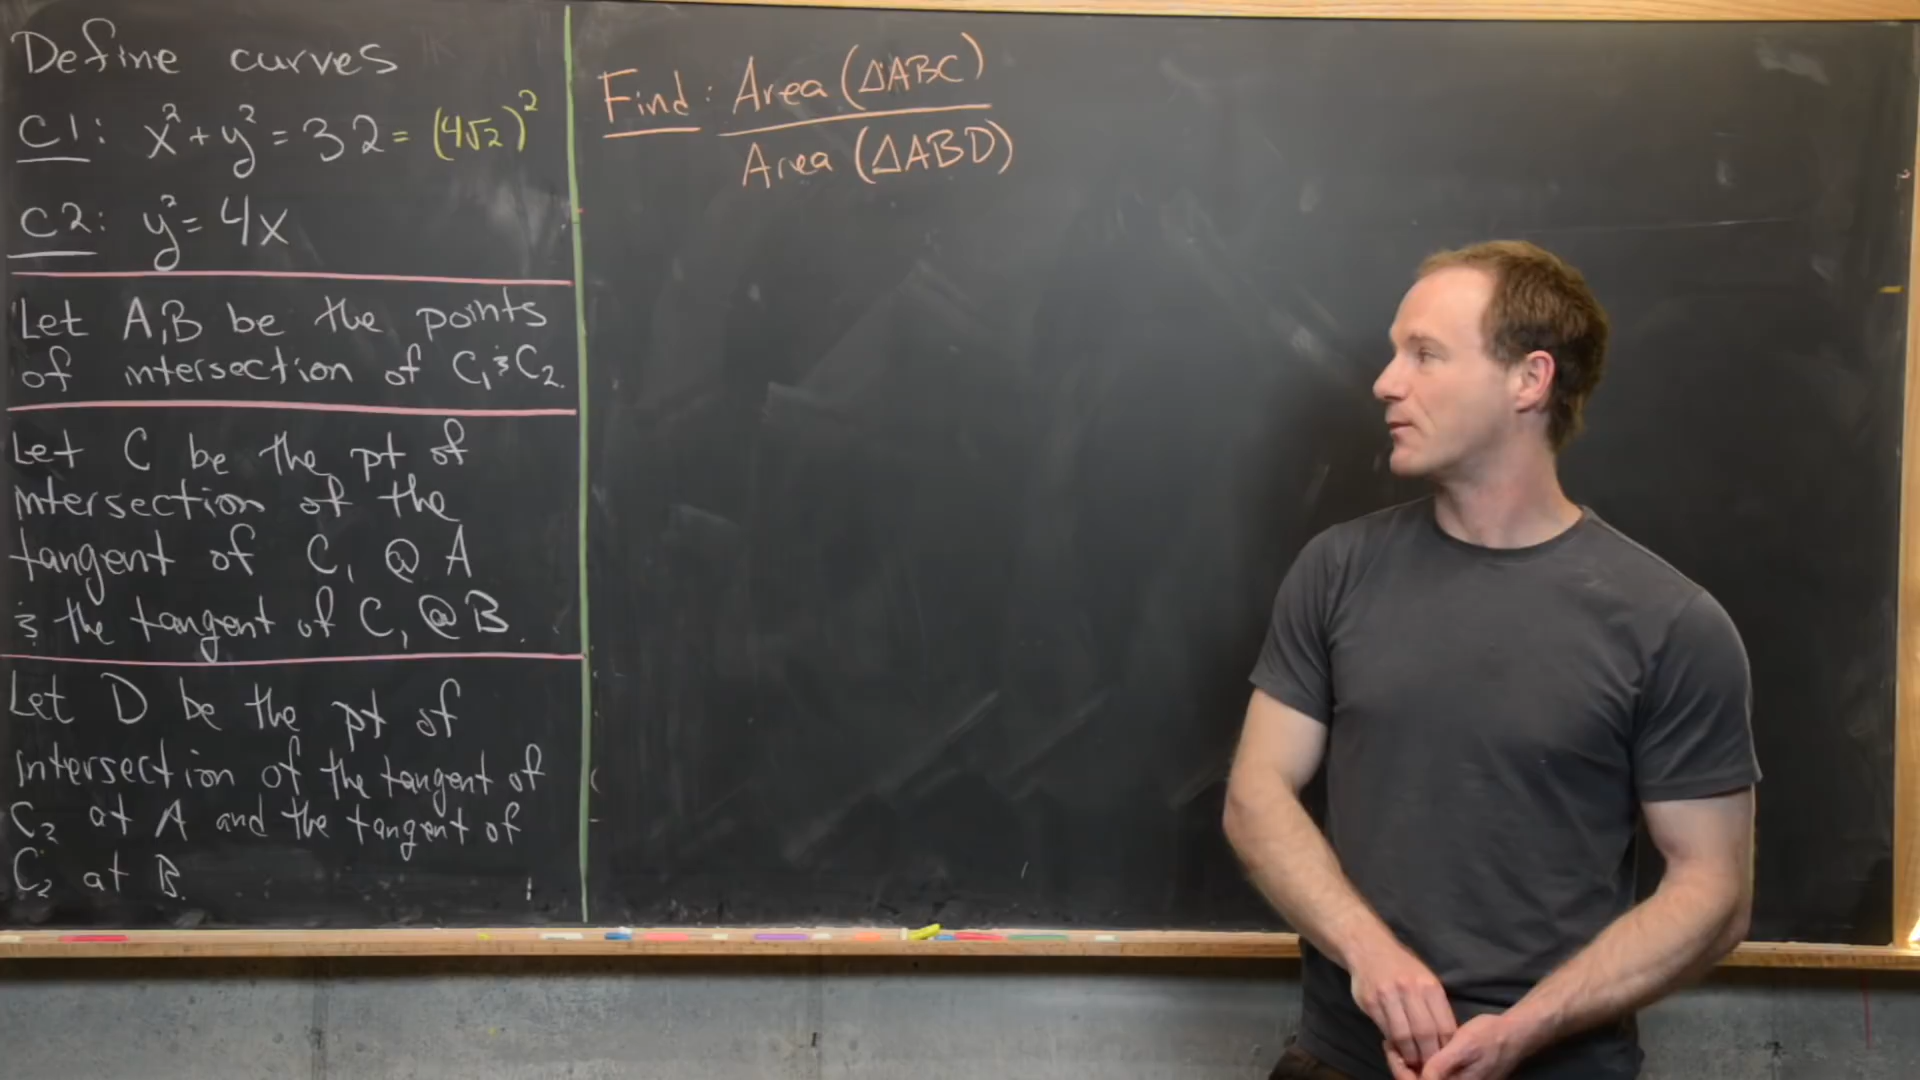 Define curves
C1: x² + y² = 32 = (4√2)²
C2: y² = 4x
Let A,B be the points
of intersection of C₁ & C₂.
Let C be the pt of
intersection of the
tangent of C₁ @ A
& the tangent of C₁ @ B.
Let D be the pt of
intersection of the tangent of
C₂ at A and the tangent of
C₂ at B.
Find: Area (△ABC)
Area (△ABD)